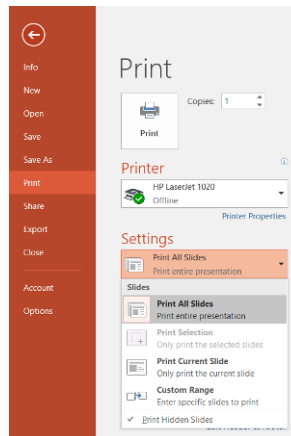 Info
New
Open
Save
Save As
Print
Share
Export
Close
Account
Options
Print
Copies: 1
Print
Printer
HP LaserJet 1020
Offline
Printer Properties
Settings
Print All Slides
Print entire presentation
Slides
Print All Slides
Print entire presentation
Print Selection
Only print the selected slides
Print Current Slide
Only print the current slide
Custom Range
Enter specific slides to print
✓ Print Hidden Slides